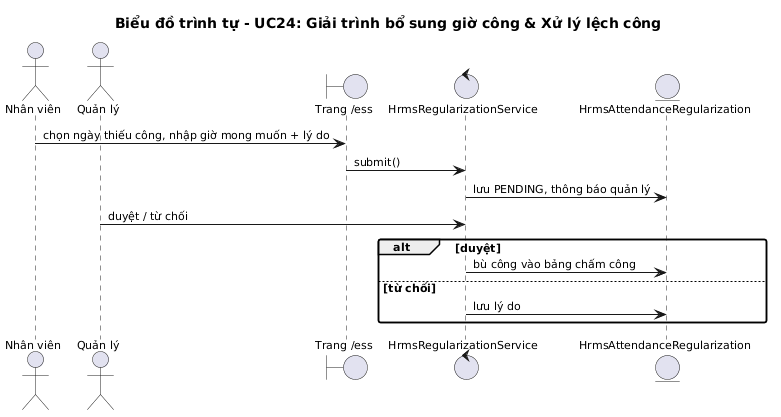 Biểu đồ trình tự - UC24: Giải trình bổ sung giờ công & Xử lý lệch công
Nhân viên
Quản lý
Trang /ess
HrmsRegularizationService
HrmsAttendanceRegularization
chọn ngày thiếu công, nhập giờ mong muốn + lý do
submit()
lưu PENDING, thông báo quản lý
duyệt / từ chối
alt
[duyệt]
bù công vào bảng chấm công
[từ chối]
lưu lý do
Nhân viên
Quản lý
Trang /ess
HrmsRegularizationService
HrmsAttendanceRegularization